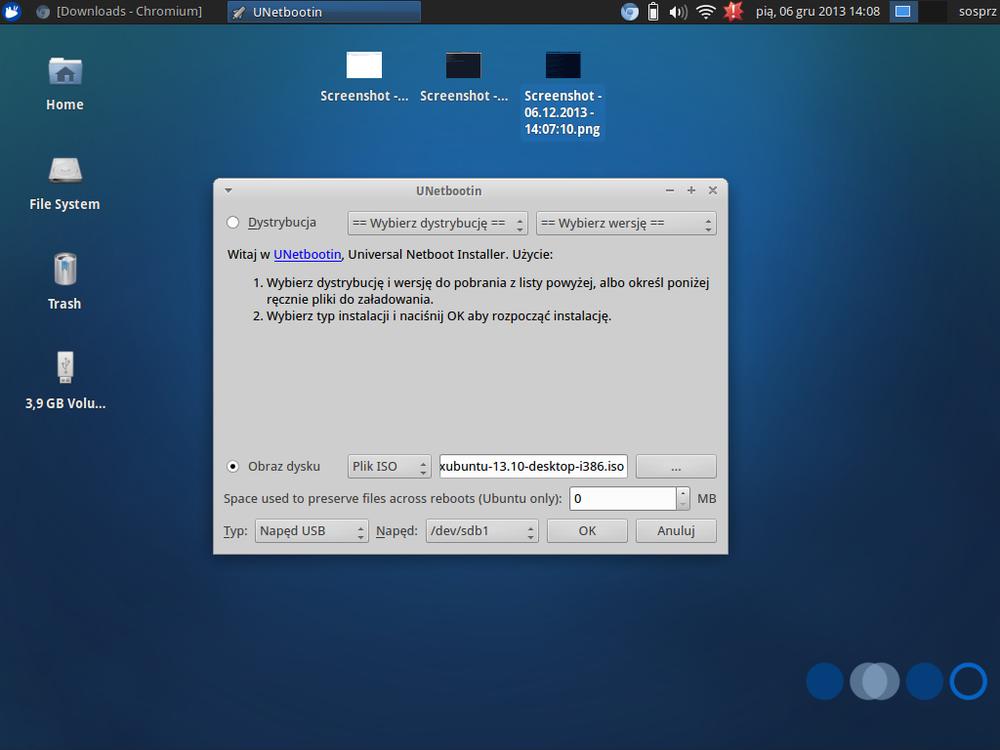 [Downloads - Chromium]
UNetbootin
pią, 06 gru 2013 14:08
sosprz
Home
File System
Trash
3,9 GB Volu...
Screenshot -...
Screenshot -...
Screenshot -
06.12.2013 -
14:07:10.png
UNetbootin
Dystrybucja
== Wybierz dystrybucję ==
== Wybierz wersję ==
Witaj w UNetbootin, Universal Netboot Installer. Użycie:
1. Wybierz dystrybucję i wersję do pobrania z listy powyżej, albo określ poniżej
ręcznie pliki do załadowania.
2. Wybierz typ instalacji i naciśnij OK aby rozpocząć instalację.
Obraz dysku
Plik ISO
xubuntu-13.10-desktop-i386.iso
...
Space used to preserve files across reboots (Ubuntu only):
0
MB
Typ:
Napęd USB
Napęd:
/dev/sdb1
OK
Anuluj